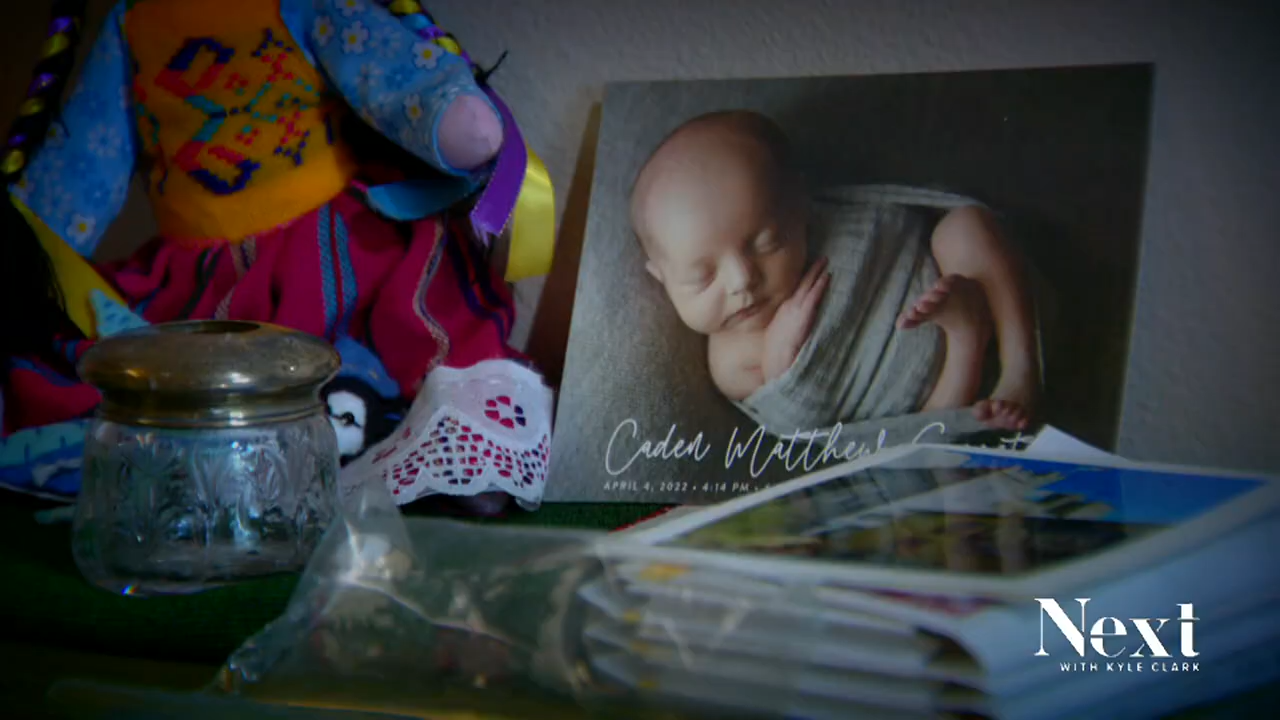 Caden Matthew
APRIL 4, 2022 • 4:14 PM •
Next
WITH KYLE CLARK